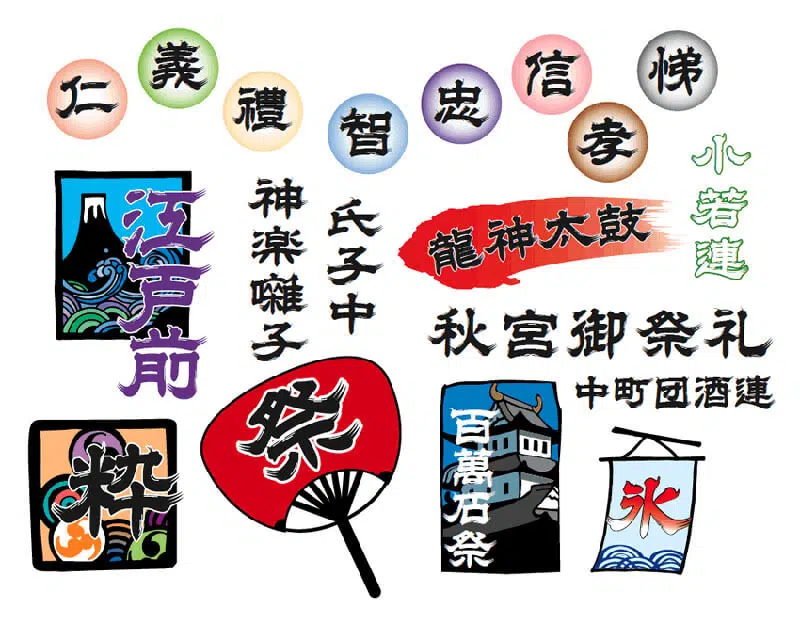 仁
義
禮
智
忠
信
孝
悌
江戸前
神楽囃子
氏子中
龍神太鼓
小若連
秋宮御祭礼
中町団酒連
粋
祭
百萬石祭
氷